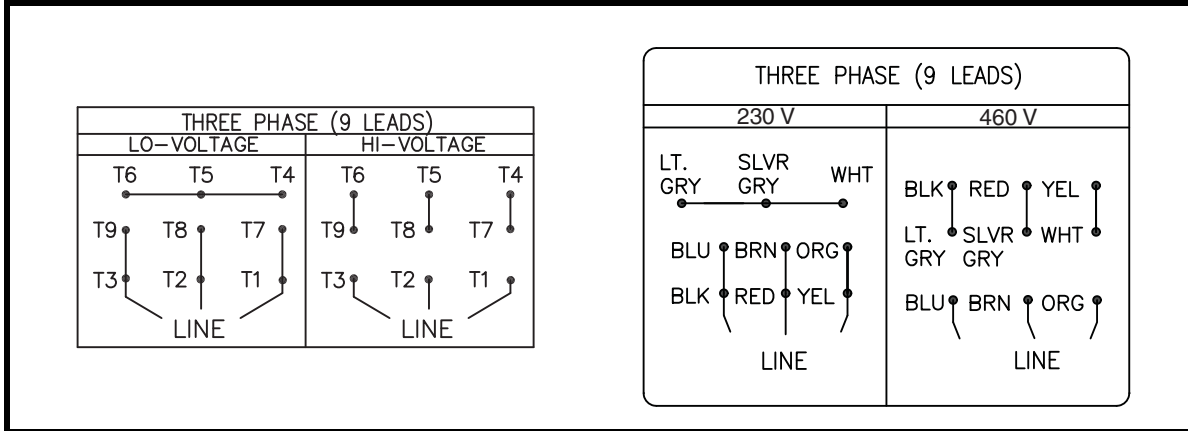 THREE PHASE (9 LEADS)
LO-VOLTAGE HI-VOLTAGE
T6 T5 T4 T6 T5 T4
T9 T8 T7 T9 T8 T7
T3 T2 T1 T3 T2 T1
LINE LINE
THREE PHASE (9 LEADS)
230 V 460 V
LT. SLVR WHT
GRY GRY
BLU BRN ORG
BLK RED YEL
LINE
BLK RED YEL
LT. SLVR WHT
GRY GRY
BLU BRN ORG
LINE